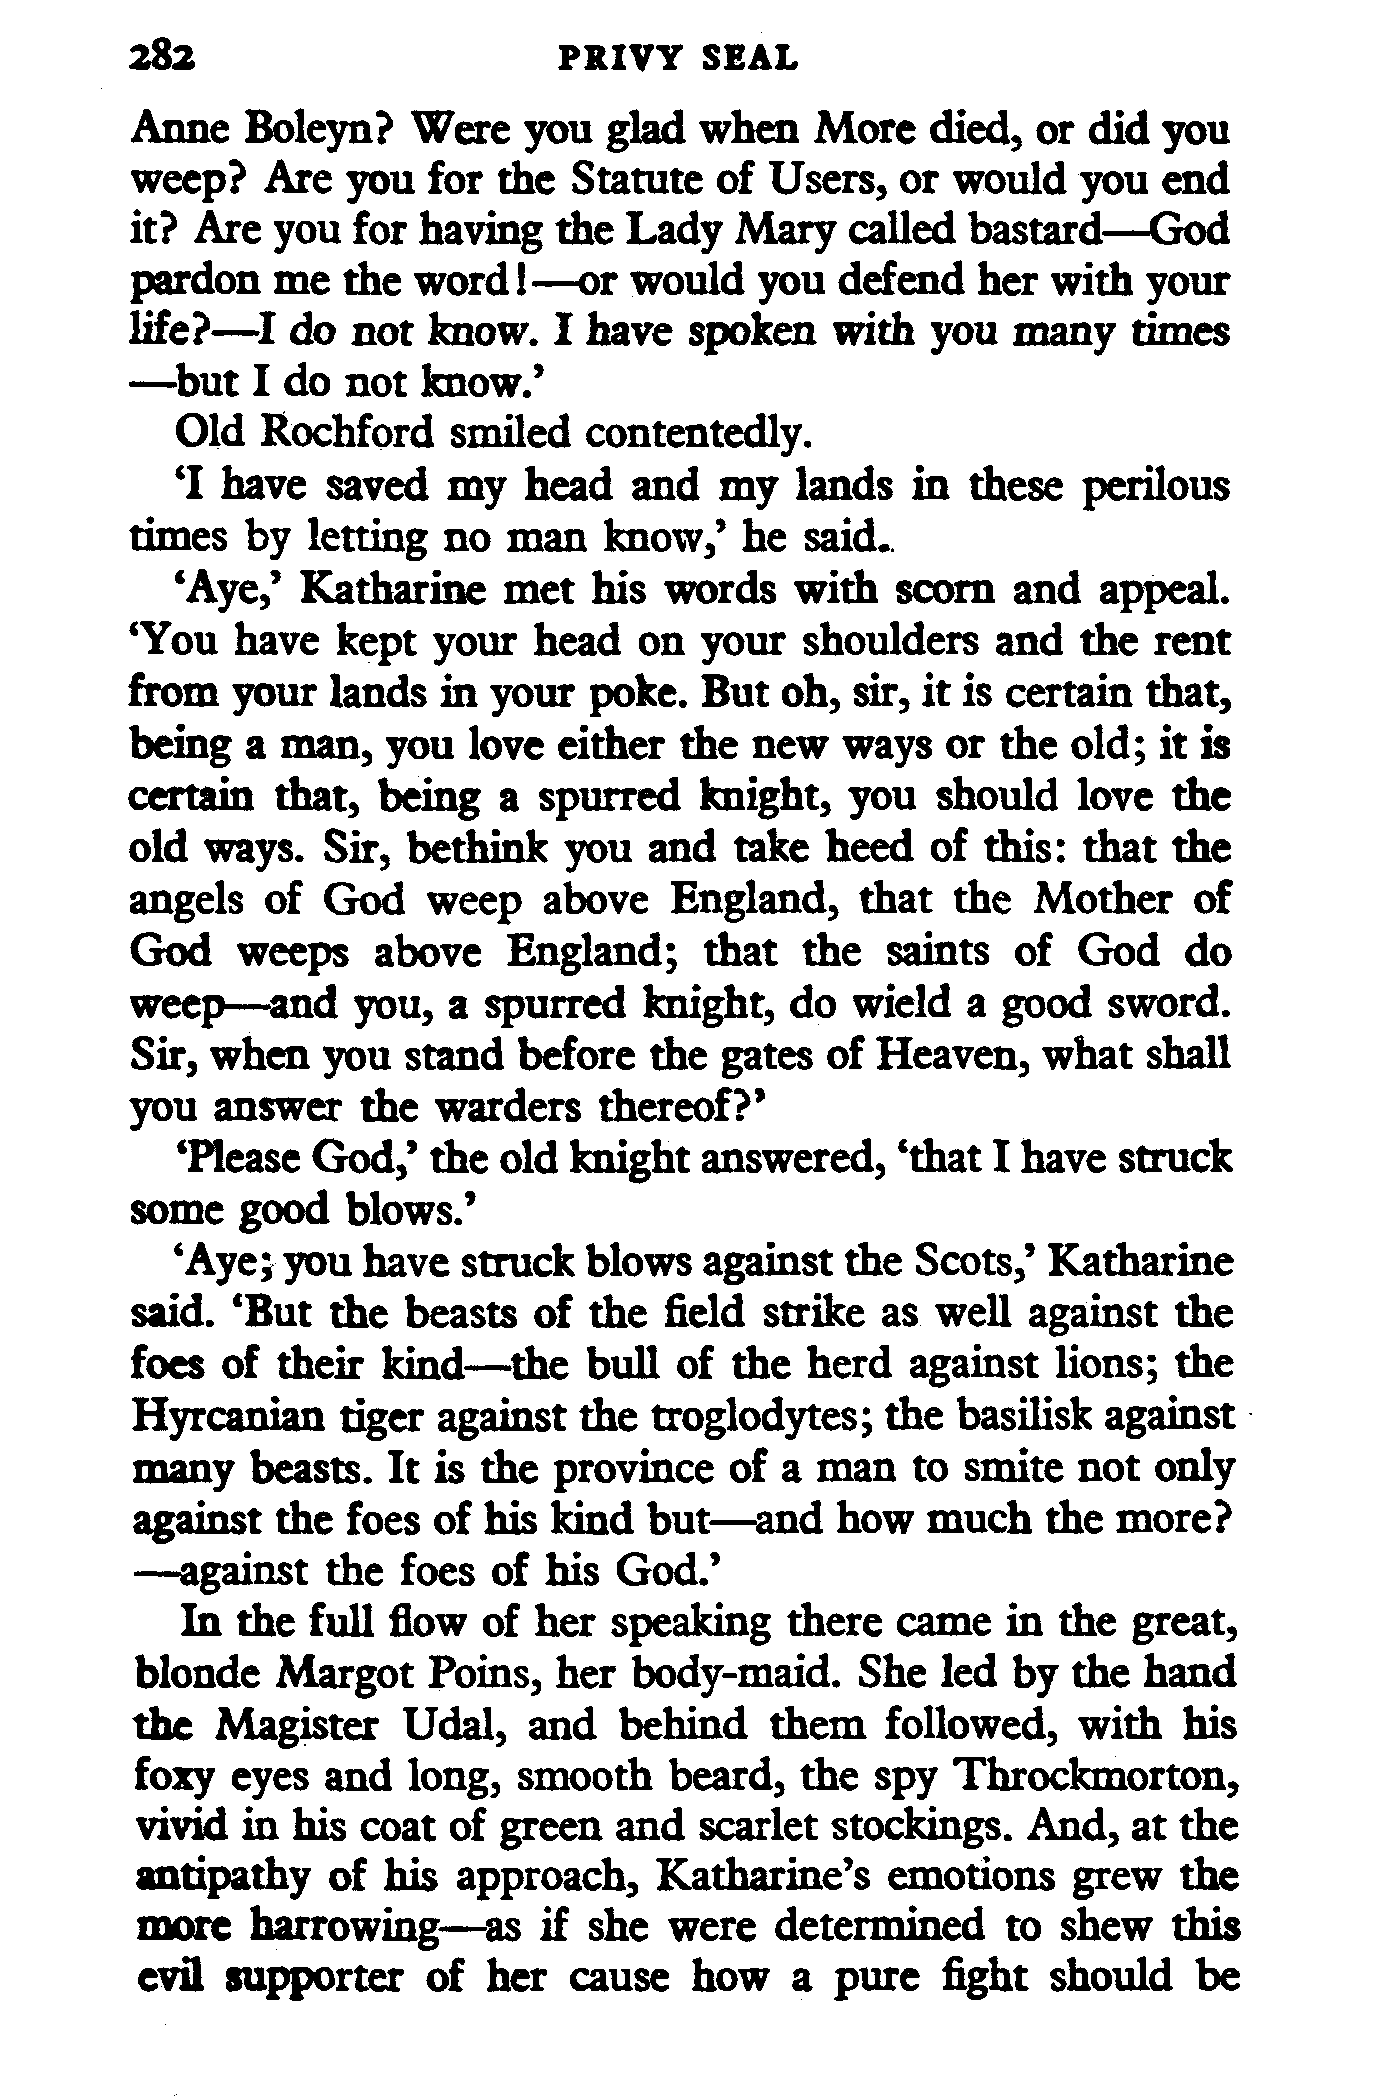 282 PRIVY SEAL
Anne Boleyn? Were you glad when More died, or did you
weep? Are you for the Statute of Users, or would you end
it? Are you for having the Lady Mary called bastard—God
pardon me the word!—or would you defend her with your
life?—I do not know. I have spoken with you many times
—but I do not know.’
Old Rochford smiled contentedly.
‘I have saved my head and my lands in these perilous
times by letting no man know,’ he said.
‘Aye,’ Katharine met his words with scorn and appeal.
‘You have kept your head on your shoulders and the rent
from your lands in your poke. But oh, sir, it is certain that,
being a man, you love either the new ways or the old; it is
certain that, being a spurred knight, you should love the
old ways. Sir, bethink you and take heed of this: that the
angels of God weep above England, that the Mother of
God weeps above England; that the saints of God do
weep—and you, a spurred knight, do wield a good sword.
Sir, when you stand before the gates of Heaven, what shall
you answer the warders thereof?’
‘Please God,’ the old knight answered, ‘that I have struck
some good blows.’
‘Aye; you have struck blows against the Scots,’ Katharine
said. ‘But the beasts of the field strike as well against the
foes of their kind—the bull of the herd against lions; the
Hyrcanian tiger against the troglodytes; the basilisk against
many beasts. It is the province of a man to smite not only
against the foes of his kind but—and how much the more?
—against the foes of his God.’
In the full flow of her speaking there came in the great,
blonde Margot Poins, her body-maid. She led by the hand
the Magister Udal, and behind them followed, with his
foxy eyes and long, smooth beard, the spy Throckmorton,
vivid in his coat of green and scarlet stockings. And, at the
antipathy of his approach, Katharine’s emotions grew the
more harrowing—as if she were determined to shew this
evil supporter of her cause how a pure fight should be